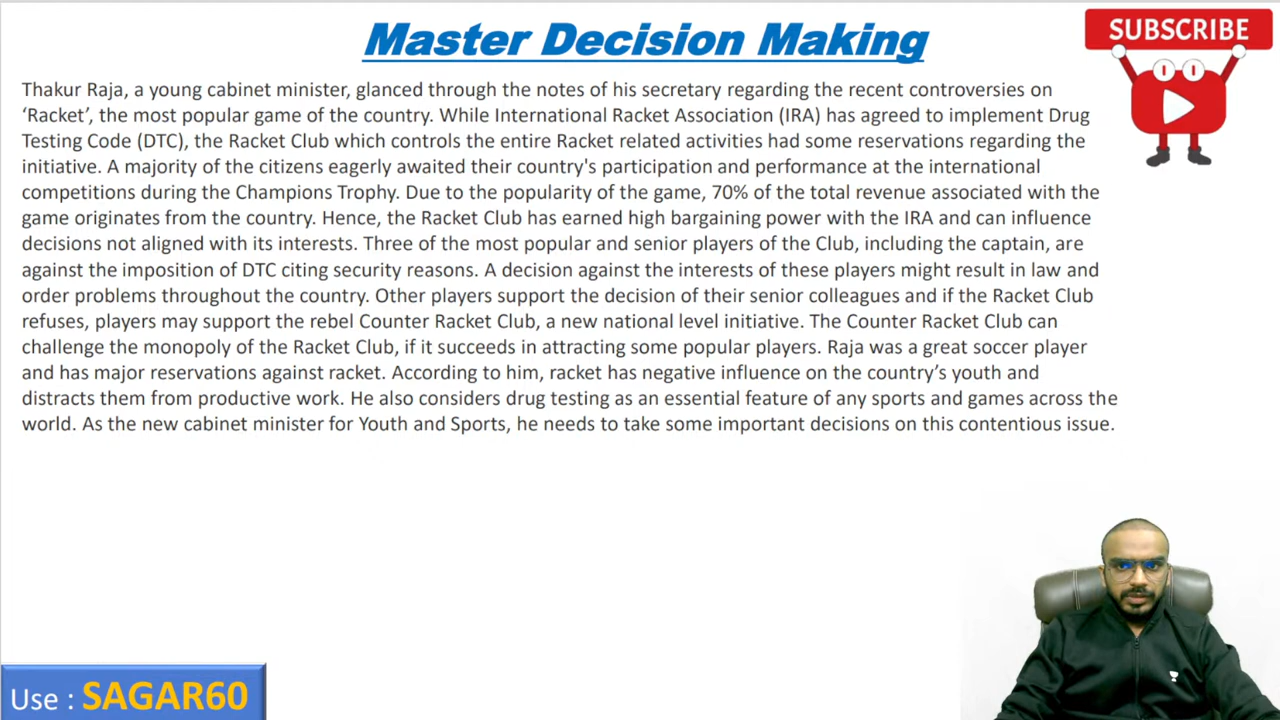 Master Decision Making
SUBSCRIBE
Thakur Raja, a young cabinet minister, glanced through the notes of his secretary regarding the recent controversies on
‘Racket’, the most popular game of the country. While International Racket Association (IRA) has agreed to implement Drug
Testing Code (DTC), the Racket Club which controls the entire Racket related activities had some reservations regarding the
initiative. A majority of the citizens eagerly awaited their country's participation and performance at the international
competitions during the Champions Trophy. Due to the popularity of the game, 70% of the total revenue associated with the
game originates from the country. Hence, the Racket Club has earned high bargaining power with the IRA and can influence
decisions not aligned with its interests. Three of the most popular and senior players of the Club, including the captain, are
against the imposition of DTC citing security reasons. A decision against the interests of these players might result in law and
order problems throughout the country. Other players support the decision of their senior colleagues and if the Racket Club
refuses, players may support the rebel Counter Racket Club, a new national level initiative. The Counter Racket Club can
challenge the monopoly of the Racket Club, if it succeeds in attracting some popular players. Raja was a great soccer player
and has major reservations against racket. According to him, racket has negative influence on the country’s youth and
distracts them from productive work. He also considers drug testing as an essential feature of any sports and games across the
world. As the new cabinet minister for Youth and Sports, he needs to take some important decisions on this contentious issue.
Use : SAGAR60